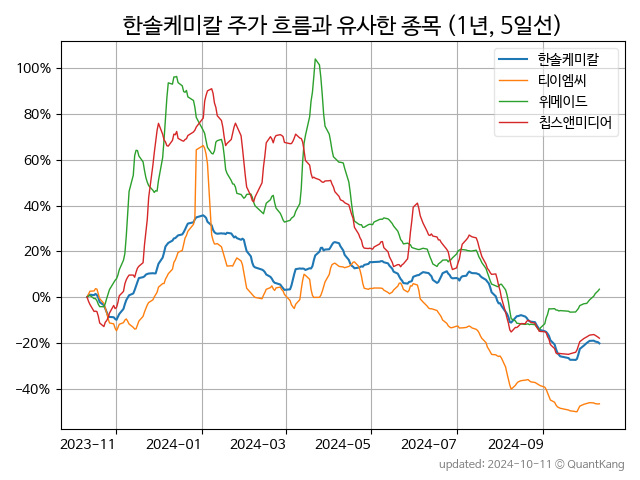 한솔케미칼 주가 흐름과 유사한 종목 (1년, 5일선)
한솔케미칼
티이엠씨
위메이드
칩스앤미디어
100%
80%
60%
40%
20%
0%
−20%
−40%
2023-11
2024-01
2024-03
2024-05
2024-07
2024-09
updated: 2024-10-11 © QuantKang